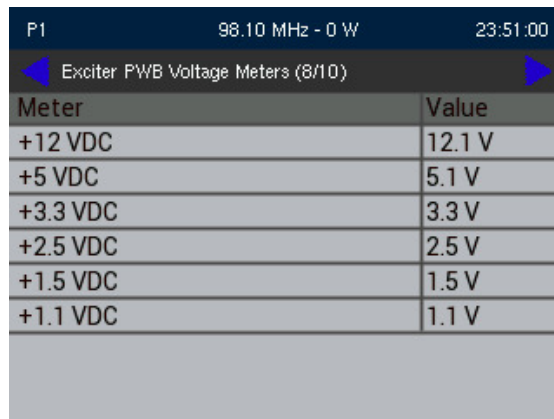 P1 98.10 MHz - 0 W 23:51:00
Exciter PWB Voltage Meters (8/10)
Meter Value
+12 VDC 12.1 V
+5 VDC 5.1 V
+3.3 VDC 3.3 V
+2.5 VDC 2.5 V
+1.5 VDC 1.5 V
+1.1 VDC 1.1 V